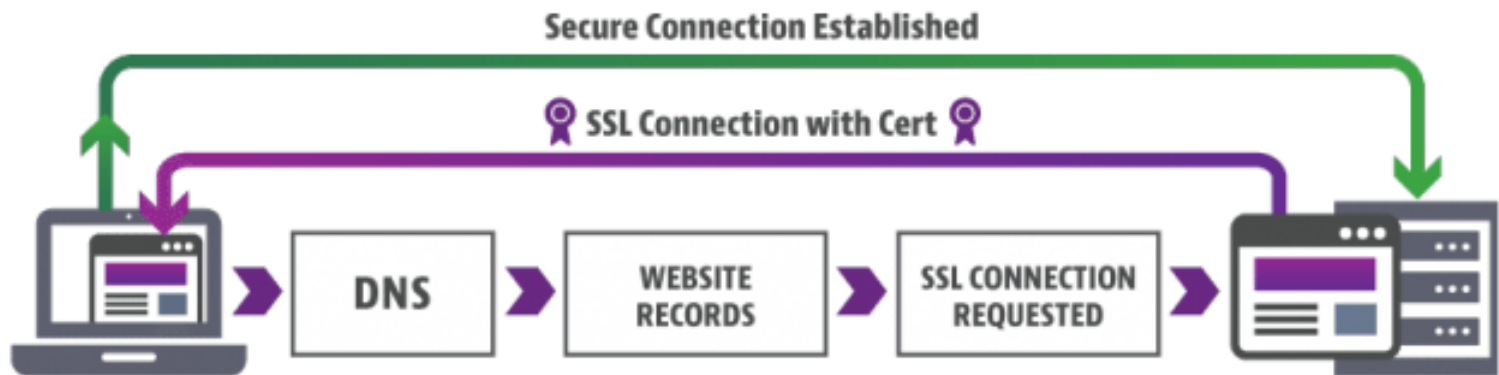 Secure Connection Established
SSL Connection with Cert
DNS
WEBSITE
RECORDS
SSL CONNECTION
REQUESTED